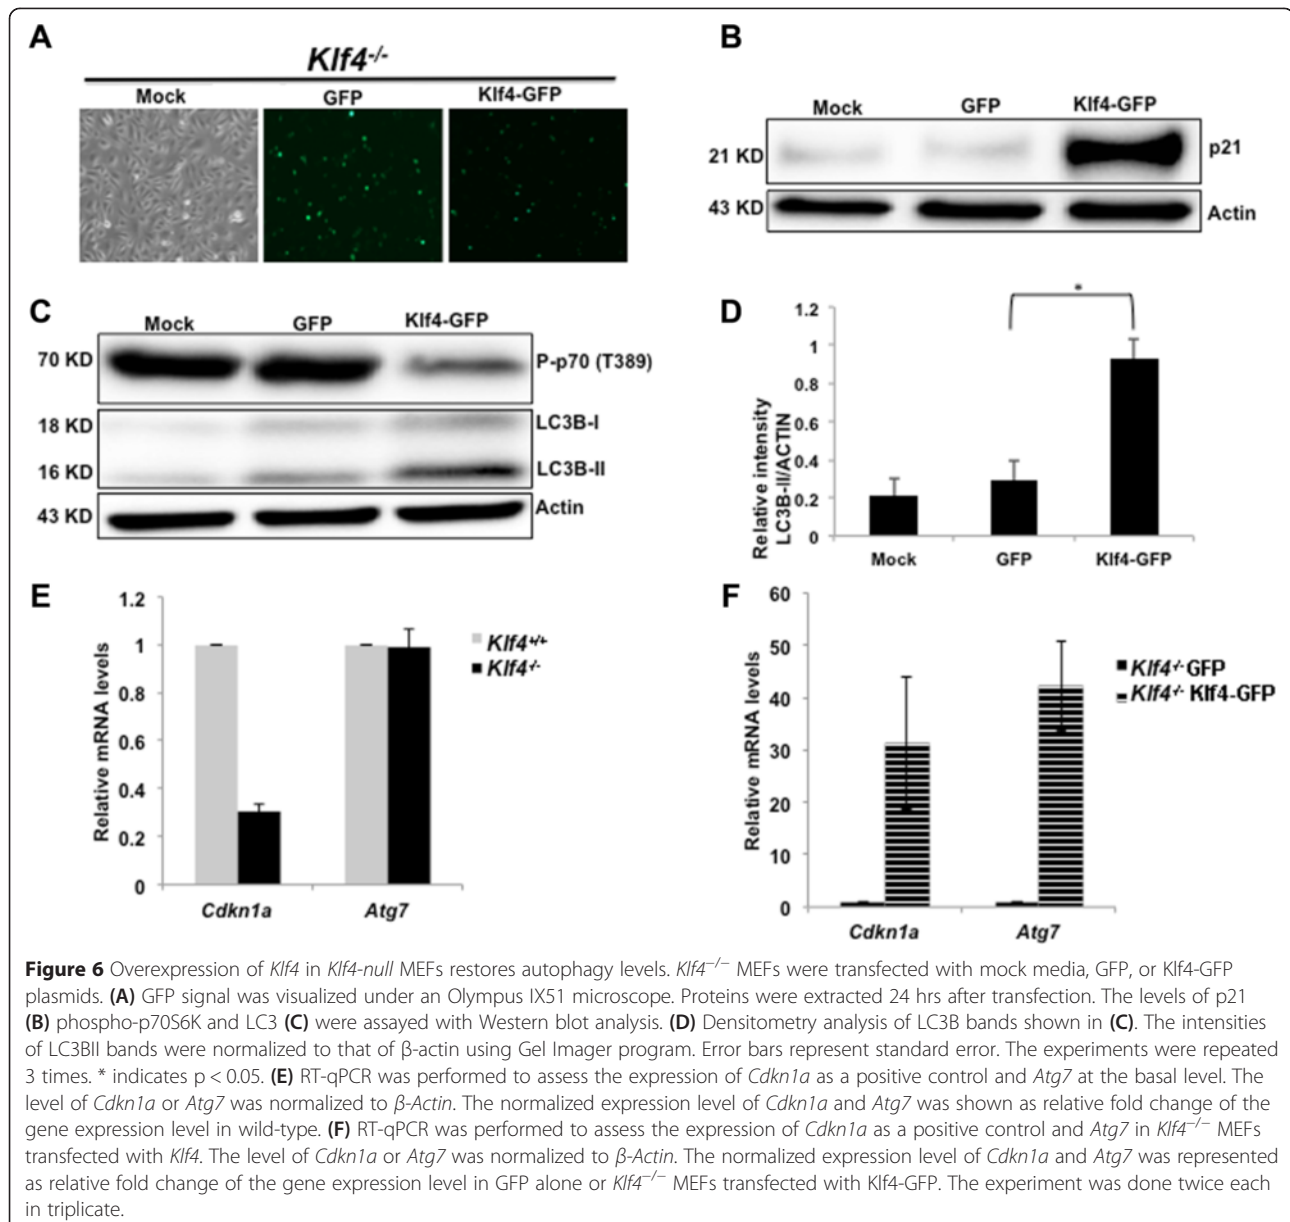 A
Klf4-/-
Mock
GFP
Klf4-GFP
B
Mock
GFP
Klf4-GFP
21 KD
p21
43 KD
Actin
C
Mock
GFP
Klf4-GFP
70 KD
P-p70 (T389)
18 KD
LC3B-I
16 KD
LC3B-II
43 KD
Actin
D
*
Relative intensity
LC3B-II/ACTIN
1.2
1
0.8
0.6
0.4
0.2
0
Mock
GFP
Klf4-GFP
E
Relative mRNA levels
1.2
1
0.8
0.6
0.4
0.2
0
Cdkn1a
Atg7
Klf4+/+
Klf4-/-
F
Relative mRNA levels
60
50
40
30
20
10
0
Cdkn1a
Atg7
Klf4-/- GFP
Klf4-/- Klf4-GFP
Figure 6 Overexpression of Klf4 in Klf4-null MEFs restores autophagy levels. Klf4−/− MEFs were transfected with mock media, GFP, or Klf4-GFP
plasmids. (A) GFP signal was visualized under an Olympus IX51 microscope. Proteins were extracted 24 hrs after transfection. The levels of p21
(B) phospho-p70S6K and LC3 (C) were assayed with Western blot analysis. (D) Densitometry analysis of LC3B bands shown in (C). The intensities
of LC3BII bands were normalized to that of β-actin using Gel Imager program. Error bars represent standard error. The experiments were repeated
3 times. * indicates p < 0.05. (E) RT-qPCR was performed to assess the expression of Cdkn1a as a positive control and Atg7 at the basal level. The
level of Cdkn1a or Atg7 was normalized to β-Actin. The normalized expression level of Cdkn1a and Atg7 was shown as relative fold change of the
gene expression level in wild-type. (F) RT-qPCR was performed to assess the expression of Cdkn1a as a positive control and Atg7 in Klf4−/− MEFs
transfected with Klf4. The level of Cdkn1a or Atg7 was normalized to β-Actin. The normalized expression level of Cdkn1a and Atg7 was represented
as relative fold change of the gene expression level in GFP alone or Klf4−/− MEFs transfected with Klf4-GFP. The experiment was done twice each
in triplicate.